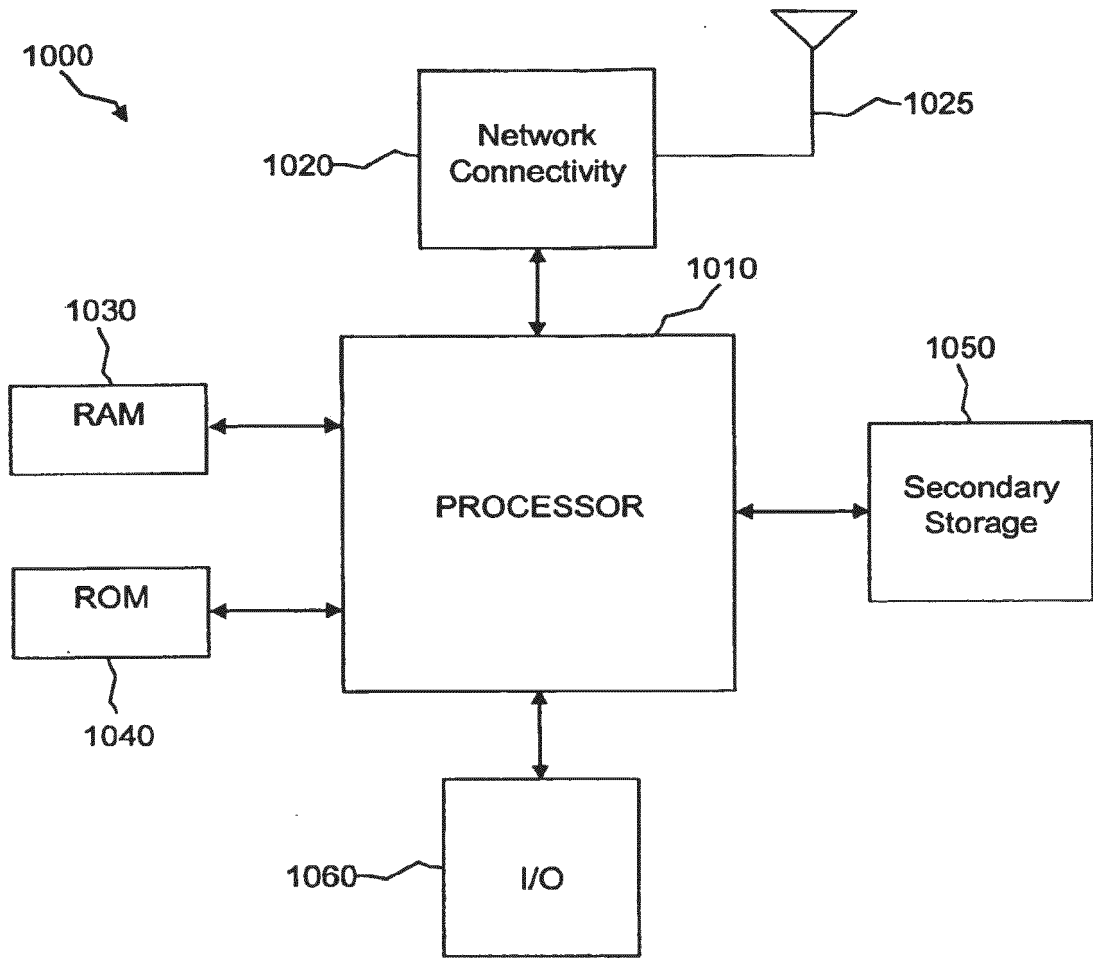 1000
Network
Connectivity
1025
1020
1010
1030
RAM
1050
PROCESSOR
Secondary
Storage
ROM
1040
1060
I/O